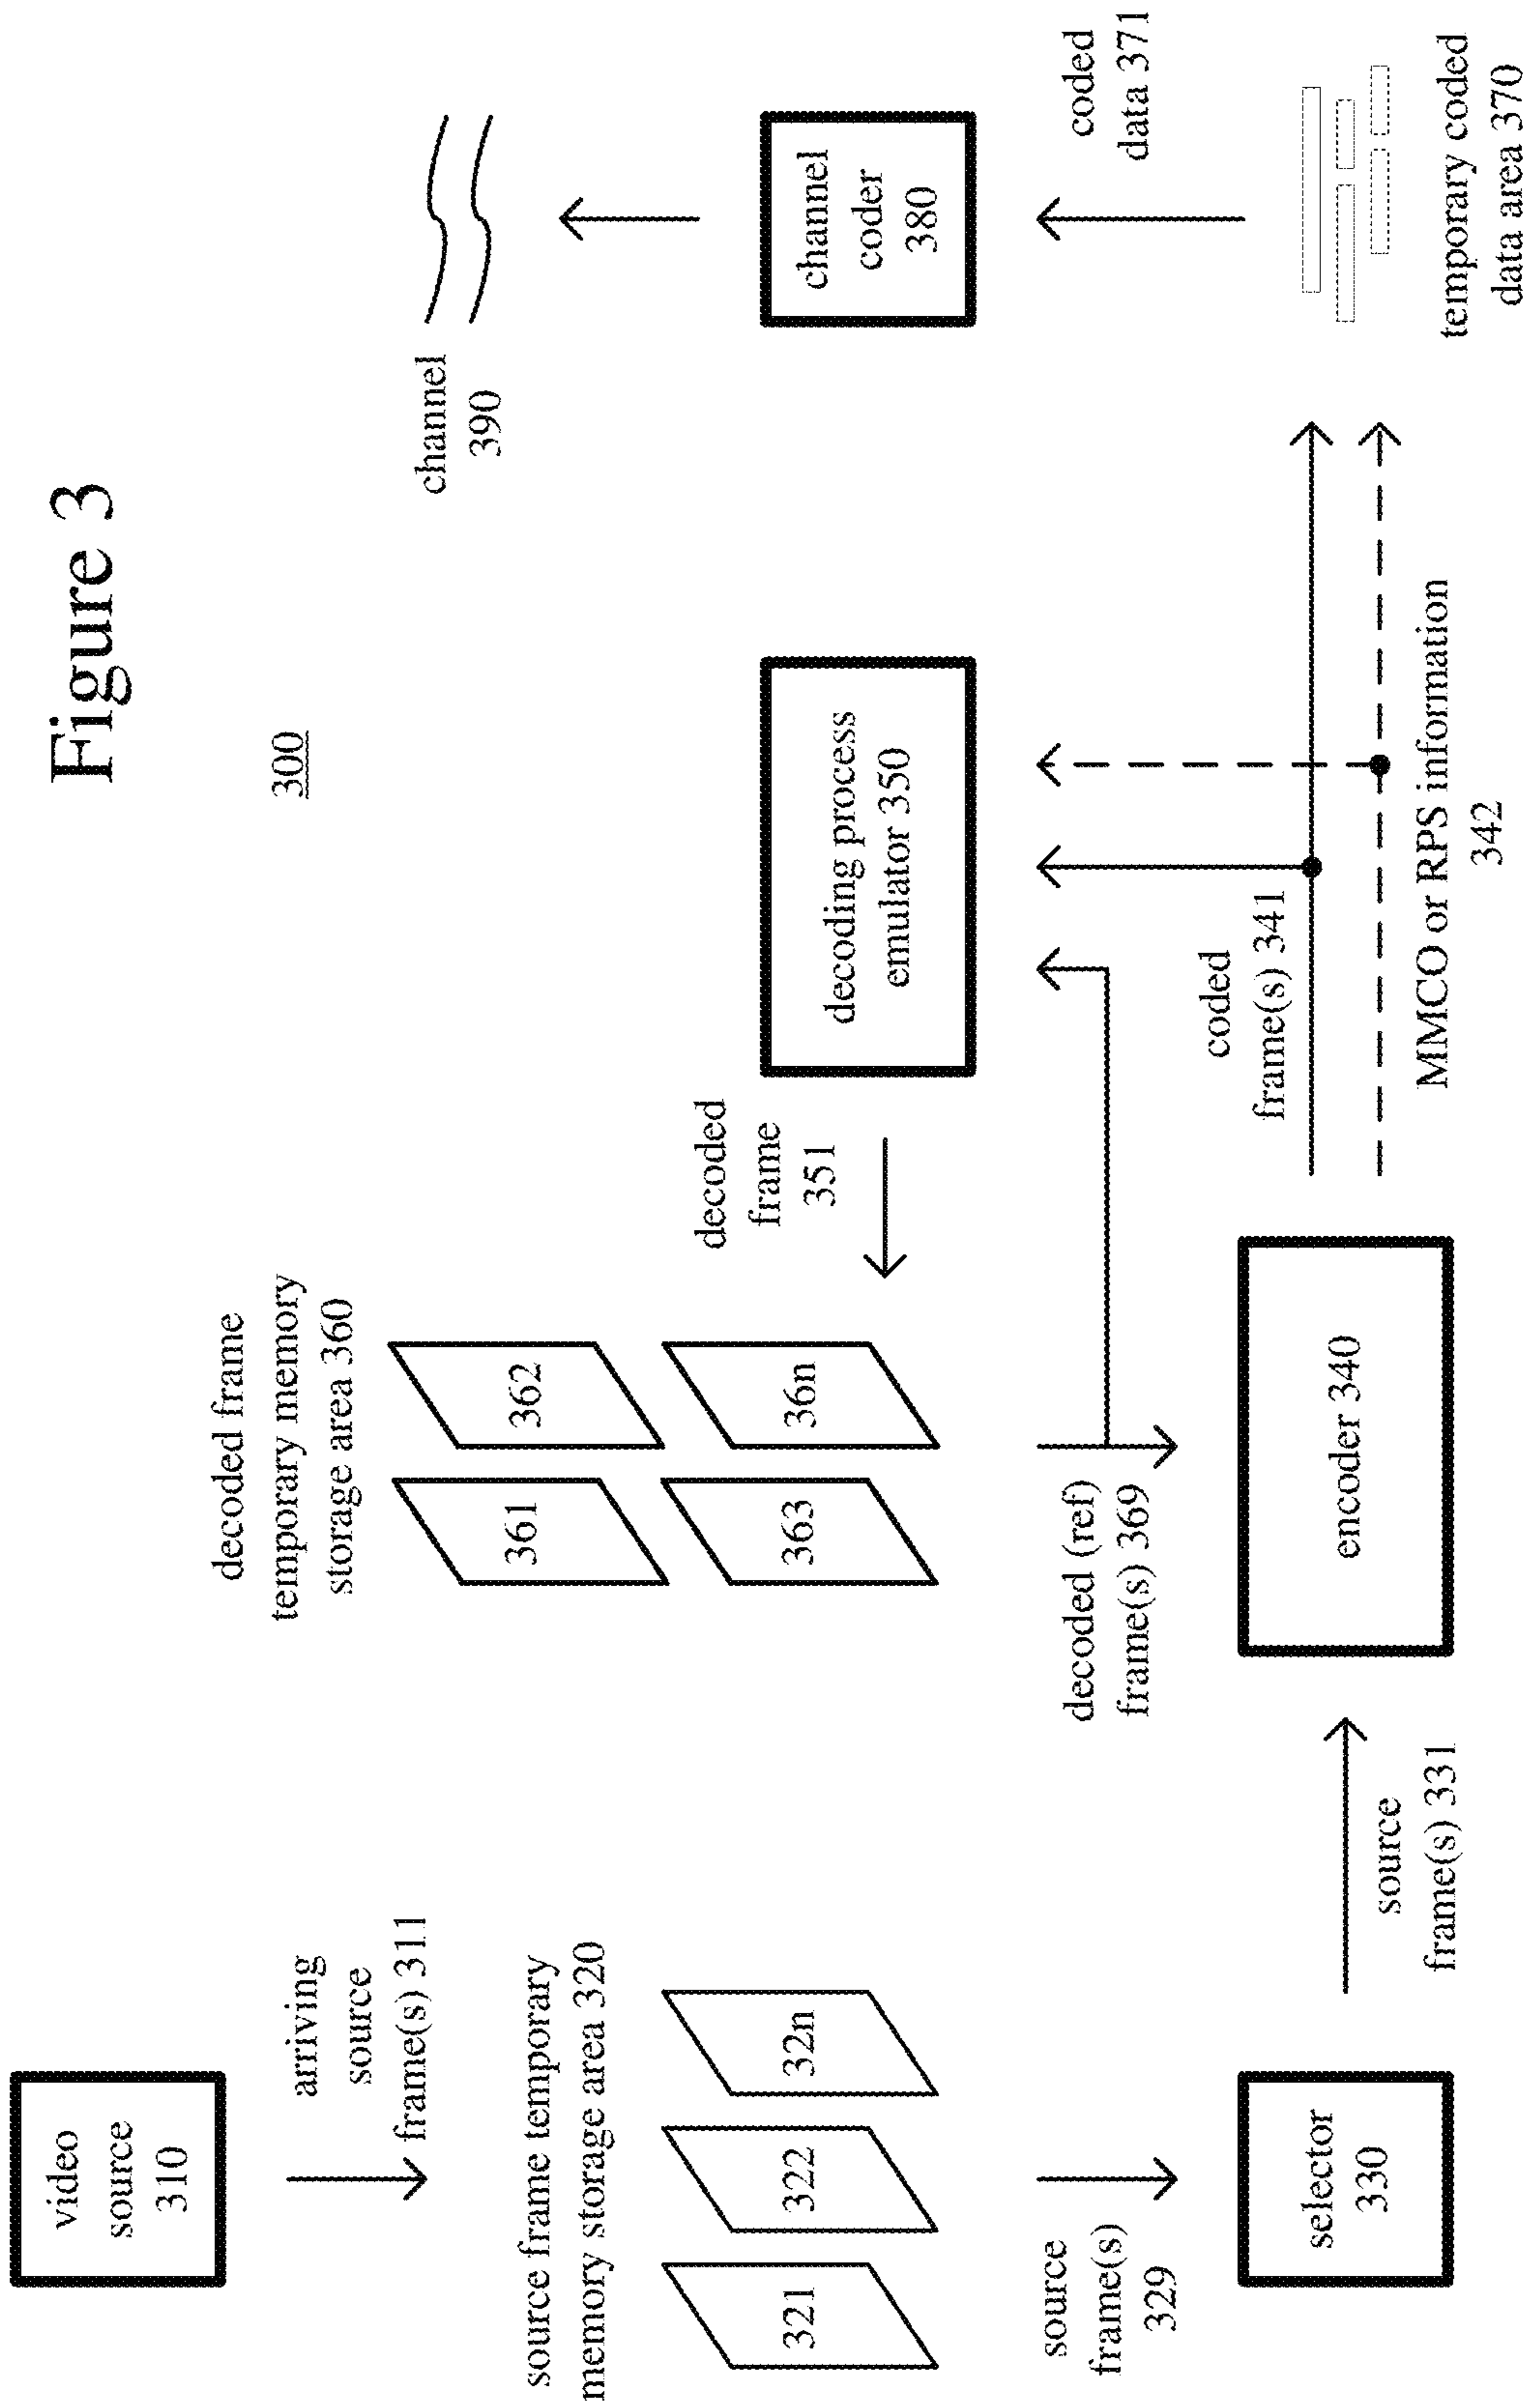 Figure 3
300
video
source
310
arriving
source
frame(s) 311
source frame temporary
memory storage area 320
321
322
32n
source
frame(s)
329
selector
330
source
frame(s) 331
decoded frame
temporary memory
storage area 360
361
362
363
36n
decoded (ref)
frame(s) 369
encoder 340
decoded
frame
351
decoding process
emulator 350
coded
frame(s) 341
MMCO or RPS information
342
channel
390
channel
coder
380
coded
data 371
temporary coded
data area 370